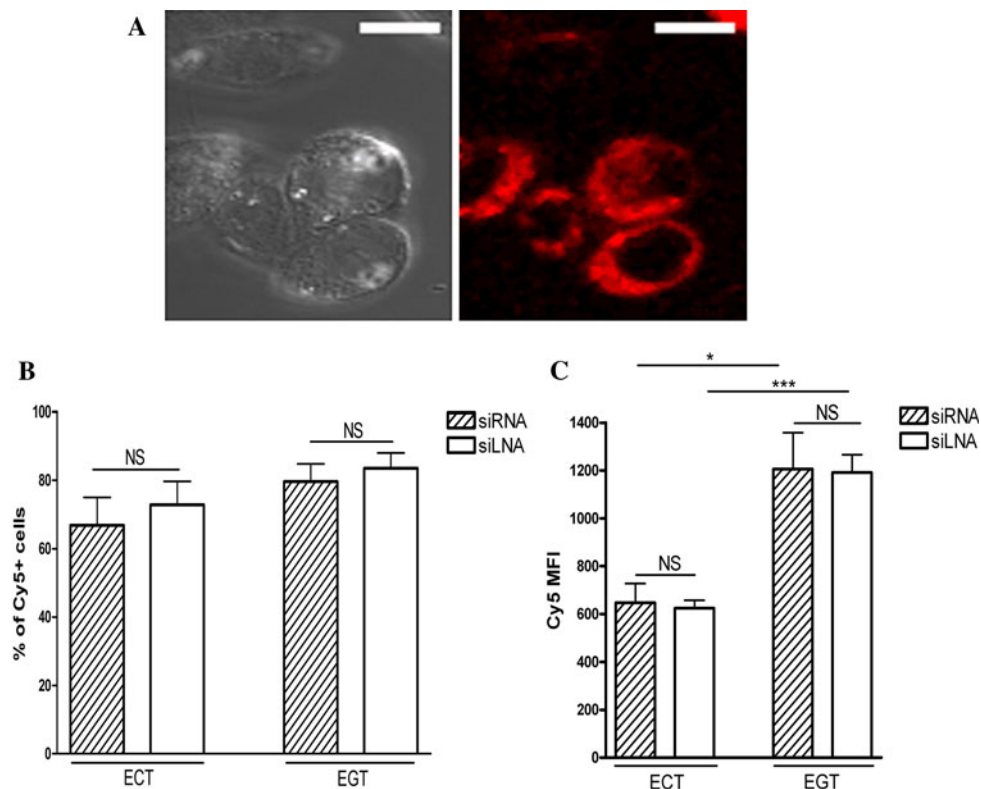 A
B
% of Cy5+ cells
100
80
60
40
20
0
NS
NS
siRNA
siLNA
ECT
EGT
C
Cy5 MFI
1400
1200
1000
800
600
400
200
0
*
***
NS
NS
siRNA
siLNA
ECT
EGT